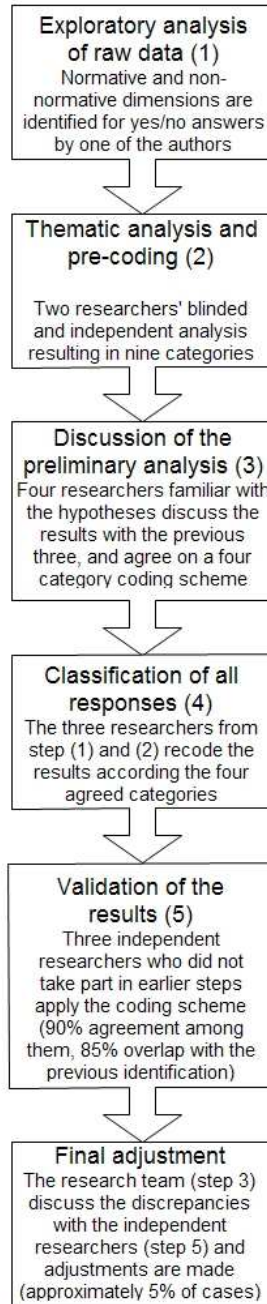 Exploratory analysis
of raw data (1)
Normative and non-
normative dimensions are
identified for yes/no answers
by one of the authors
Thematic analysis and
pre-coding (2)
Two researchers' blinded
and independent analysis
resulting in nine categories
Discussion of the
preliminary analysis (3)
Four researchers familiar with
the hypotheses discuss the
results with the previous
three, and agree on a four
category coding scheme
Classification of all
responses (4)
The three researchers from
step (1) and (2) recode the
results according the four
agreed categories
Validation of the
results (5)
Three independent
researchers who did not
take part in earlier steps
apply the coding scheme
(90% agreement among
them, 85% overlap with the
previous identification)
Final adjustment
The research team (step 3)
discuss the discrepancies
with the independent
researchers (step 5) and
adjustments are made
(approximately 5% of cases)